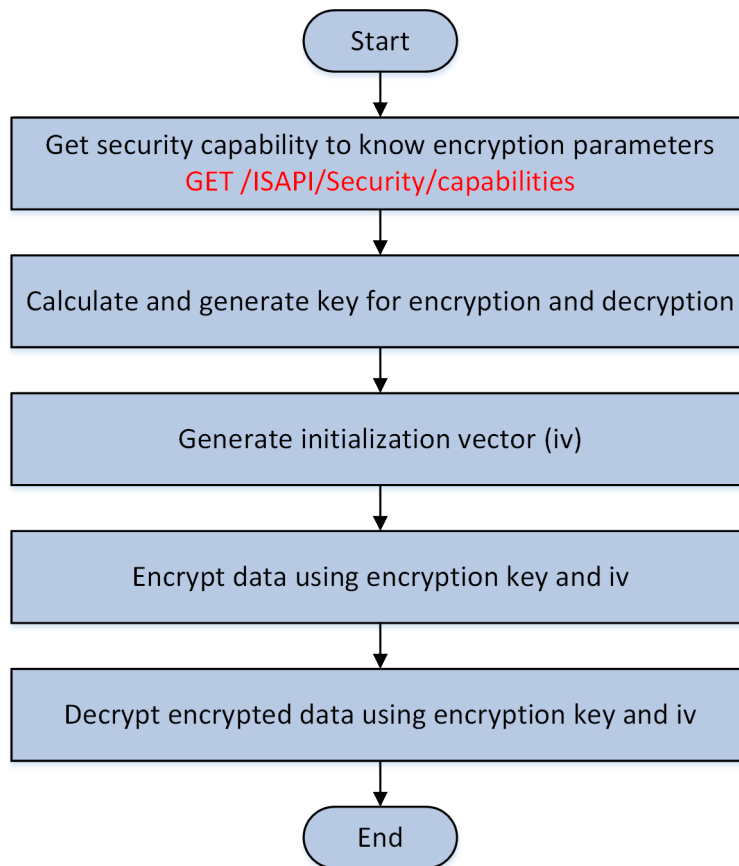 Start
Get security capability to know encryption parameters
GET /ISAPI/Security/capabilities
Calculate and generate key for encryption and decryption
Generate initialization vector (iv)
Encrypt data using encryption key and iv
Decrypt encrypted data using encryption key and iv
End